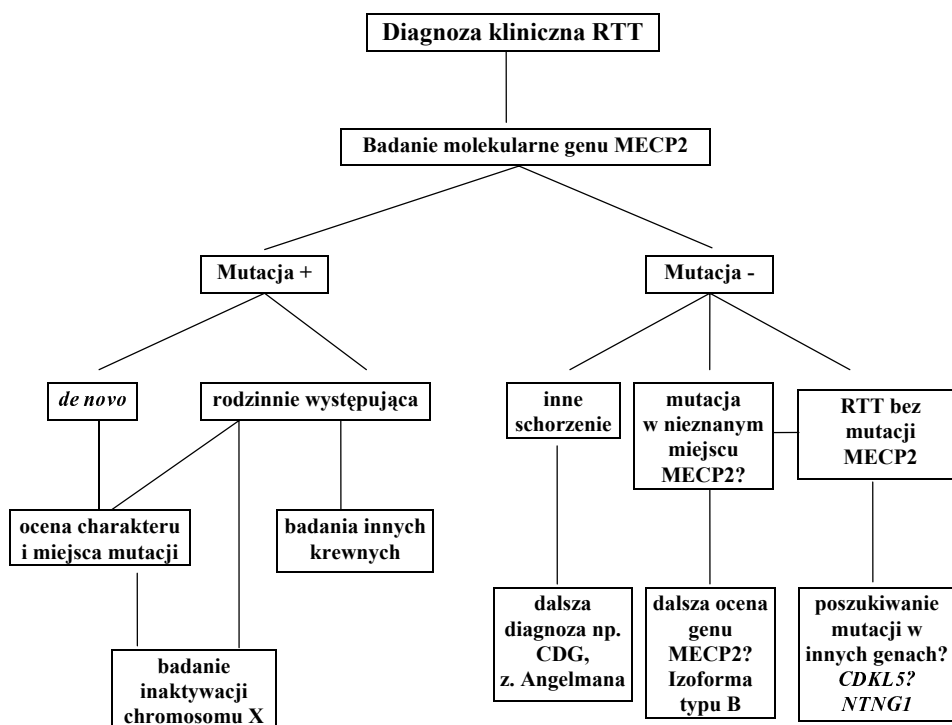 Diagnoza kliniczna RTT
Badanie molekularne genu MECP2
Mutacja +
Mutacja -
de novo
rodzinnie występująca
inne
schorzenie
mutacja
w nieznanym
miejscu
MECP2?
RTT bez
mutacji
MECP2
ocena charakteru
i miejsca mutacji
badania innych
krewnych
badanie
inaktywacji
chromosomu X
dalsza
diagnoza np.
CDG,
z. Angelmana
dalsza ocena
genu
MECP2?
Izoforma
typu B
poszukiwanie
mutacji w
innych genach?
CDKL5?
NTNG1